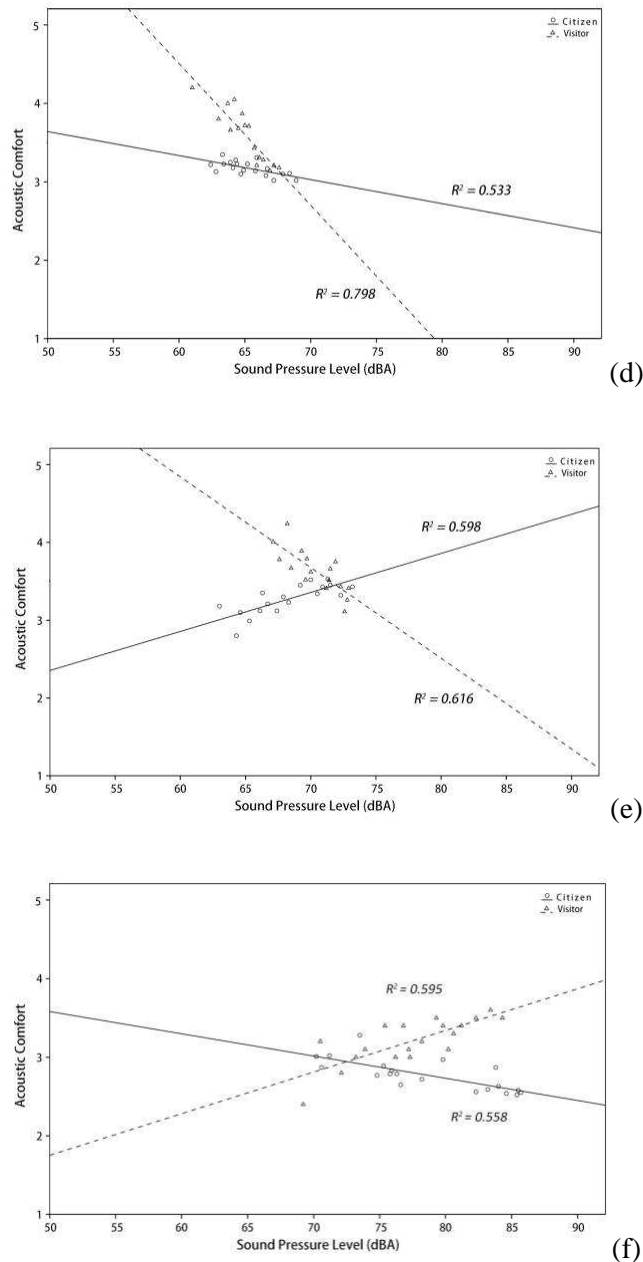 5
4
3
2
1
Acoustic Comfort
Citizen
Visitor
R² = 0.533
R² = 0.798
50 55 60 65 70 75 80 85 90
Sound Pressure Level (dBA)
(d)
5
4
3
2
1
Acoustic Comfort
Citizen
Visitor
R² = 0.598
R² = 0.616
50 55 60 65 70 75 80 85 90
Sound Pressure Level (dBA)
(e)
5
4
3
2
1
Acoustic Comfort
Citizen
Visitor
R² = 0.595
R² = 0.558
50 55 60 65 70 75 80 85 90
Sound Pressure Level (dBA)
(f)